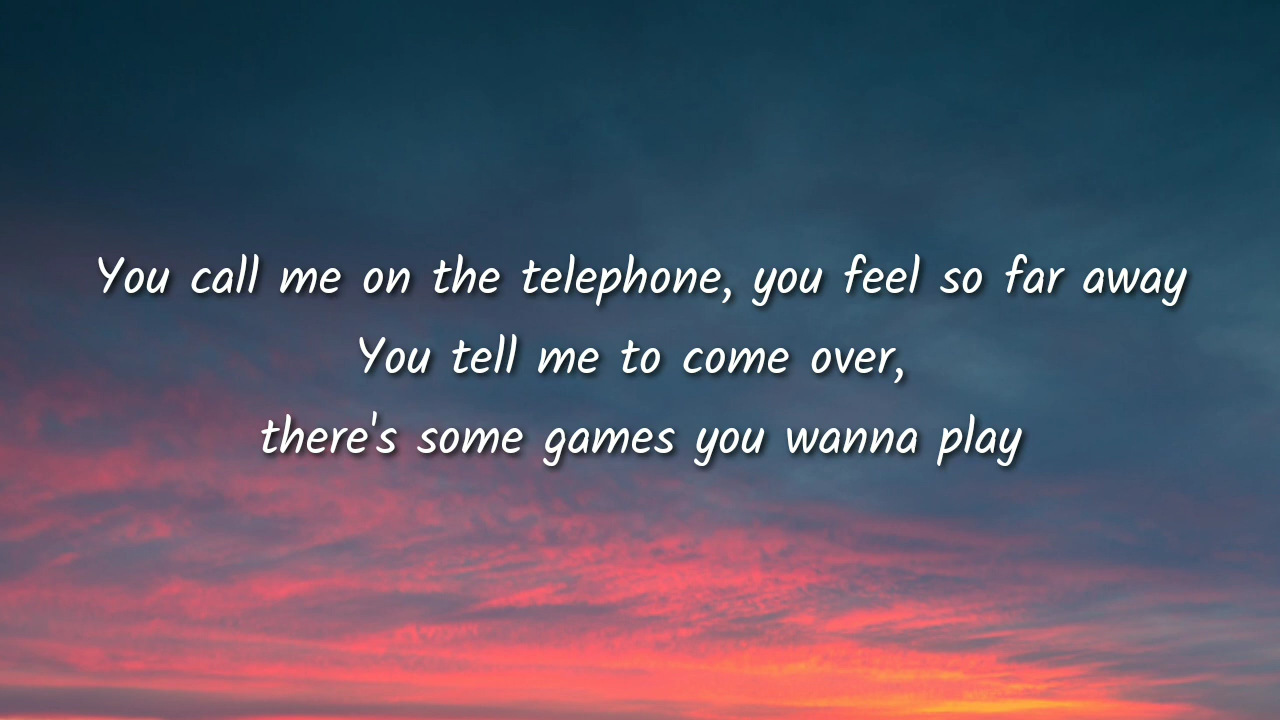 You call me on the telephone, you feel so far away
You tell me to come over,
there's some games you wanna play